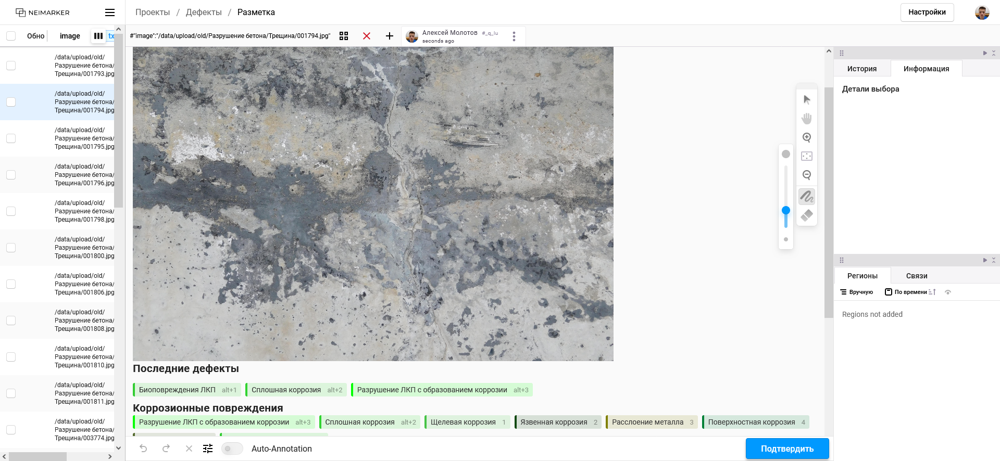 NEIMARKER
Проекты / Дефекты / Разметка
Настройки
Обно
image
tx
#"image":"/data/upload/old/Разрушение бетона/Трещина/001794.jpg"
Алексей Молотов #_q_lu
seconds ago
/data/upload/old/
Разрушение бетона/
Трещина/001793.jpg
/data/upload/old/
Разрушение бетона/
Трещина/001794.jpg
/data/upload/old/
Разрушение бетона/
Трещина/001795.jpg
/data/upload/old/
Разрушение бетона/
Трещина/001796.jpg
/data/upload/old/
Разрушение бетона/
Трещина/001798.jpg
/data/upload/old/
Разрушение бетона/
Трещина/001800.jpg
/data/upload/old/
Разрушение бетона/
Трещина/001806.jpg
/data/upload/old/
Разрушение бетона/
Трещина/001808.jpg
/data/upload/old/
Разрушение бетона/
Трещина/001810.jpg
/data/upload/old/
Разрушение бетона/
Трещина/001811.jpg
/data/upload/old/
Разрушение бетона/
Трещина/003774.jpg
Последние дефекты
Биоповреждения ЛКП alt+1 Сплошная коррозия alt+2 Разрушение ЛКП с образованием коррозии alt+3
Коррозионные повреждения
Разрушение ЛКП с образованием коррозии alt+3 Сплошная коррозия alt+2 Щелевая коррозия 1 Язвенная коррозия 2 Расслоение металла 3 Поверхностная коррозия 4
Auto-Annotation
Подтвердить
История Информация
Детали выбора
Регионы Связи
Вручную По времени
Regions not added